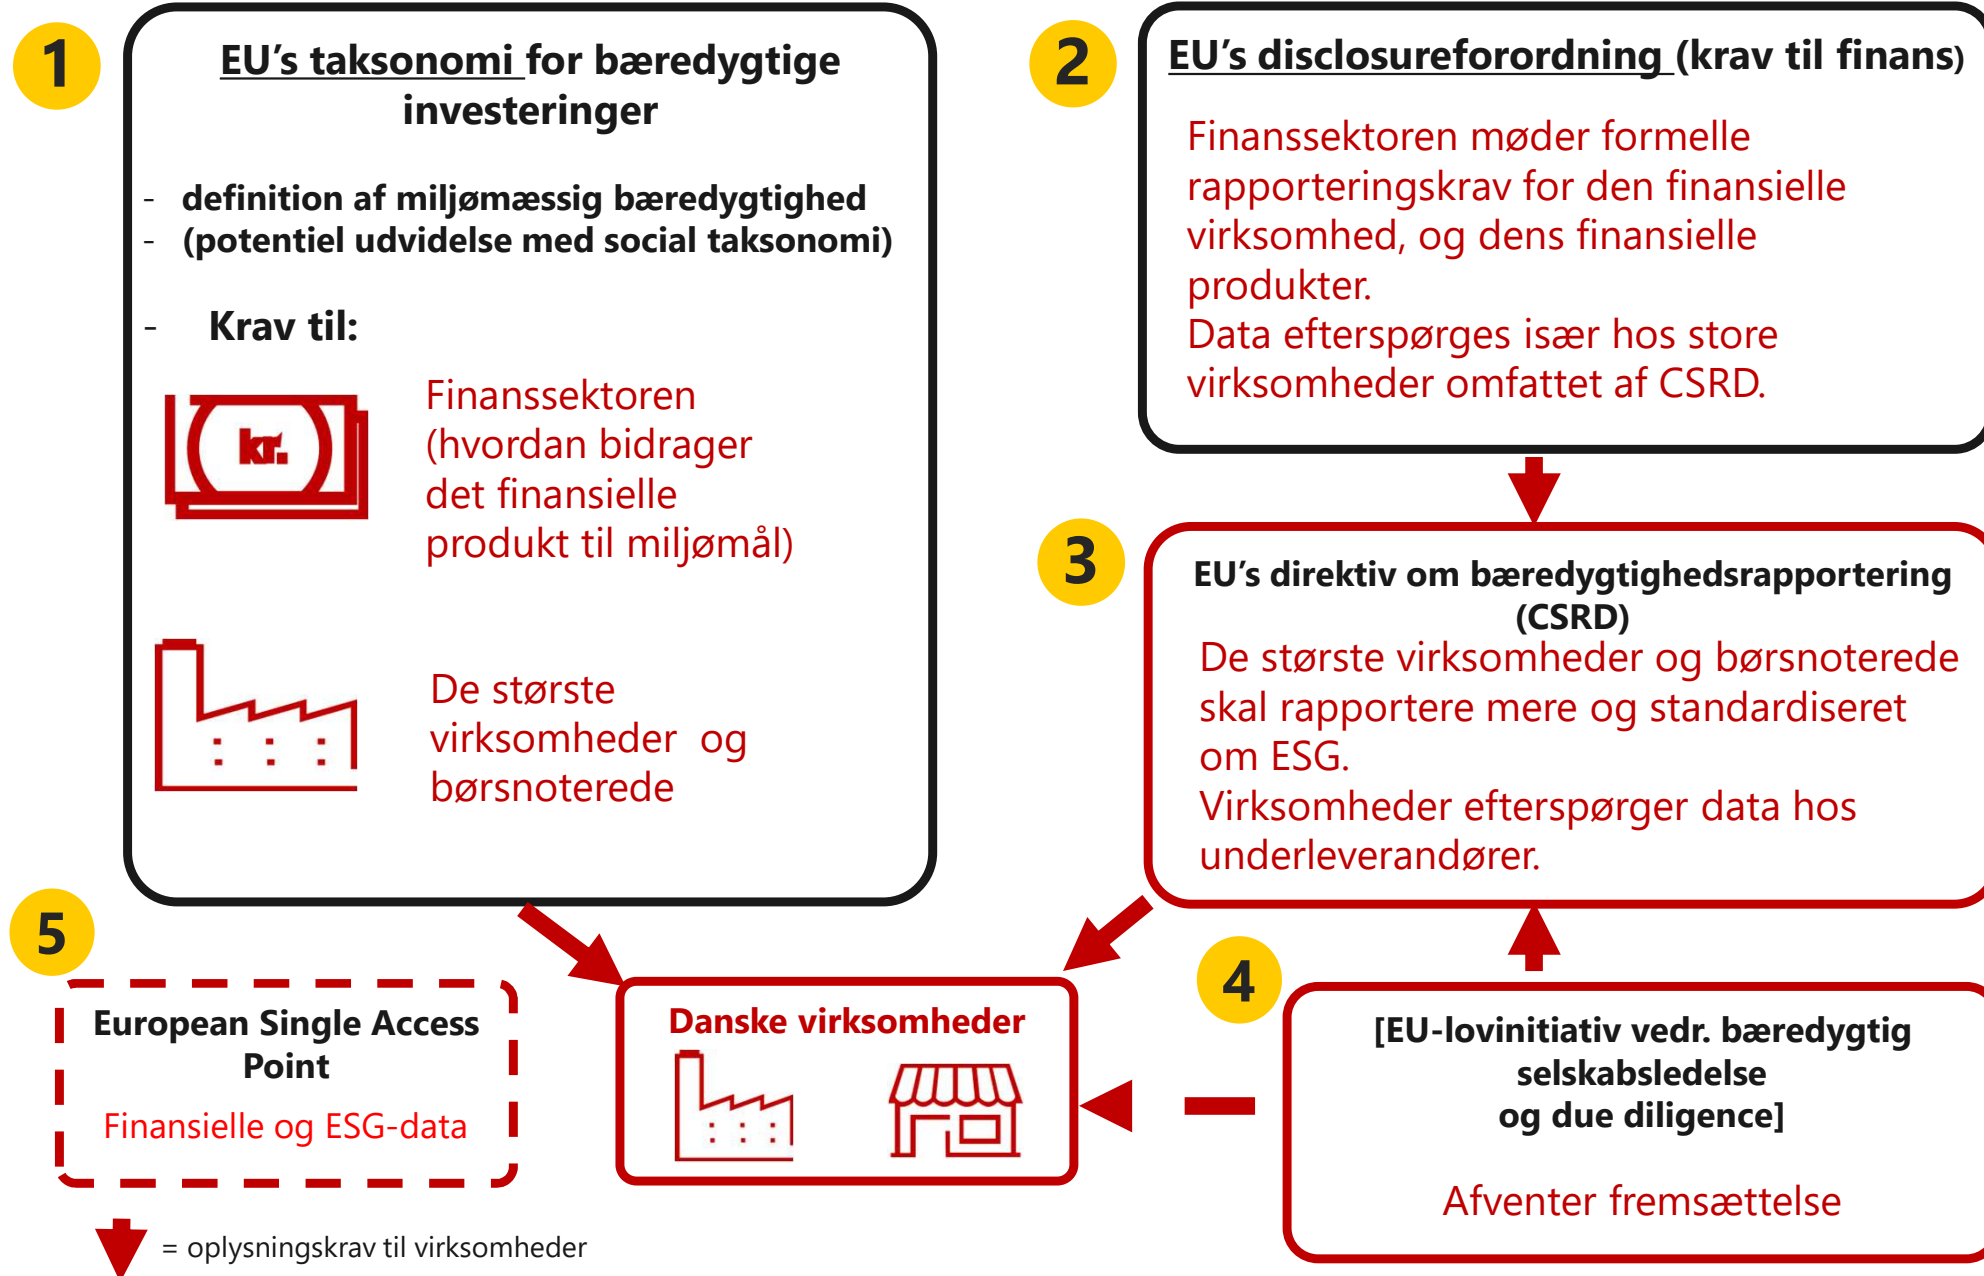 1
EU’s taksonomi for bæredygtige
investeringer
- definition af miljømæssig bæredygtighed
- (potentiel udvidelse med social taksonomi)
- Krav til:
kr.
Finanssektoren
(hvordan bidrager
det finansielle
produkt til miljømål)
De største
virksomheder og
børsnoterede
2
EU’s disclosureforordning (krav til finans)
Finanssektoren møder formelle
rapporteringskrav for den finansielle
virksomhed, og dens finansielle
produkter.
Data efterspørges især hos store
virksomheder omfattet af CSRD.
3
EU’s direktiv om bæredygtighedsrapportering
(CSRD)
De største virksomheder og børsnoterede
skal rapportere mere og standardiseret
om ESG.
Virksomheder efterspørger data hos
underleverandører.
4
[EU-lovinitiativ vedr. bæredygtig
selskabsledelse
og due diligence]
Afventer fremsættelse
5
European Single Access
Point
Finansielle og ESG-data
Danske virksomheder
= oplysningskrav til virksomheder